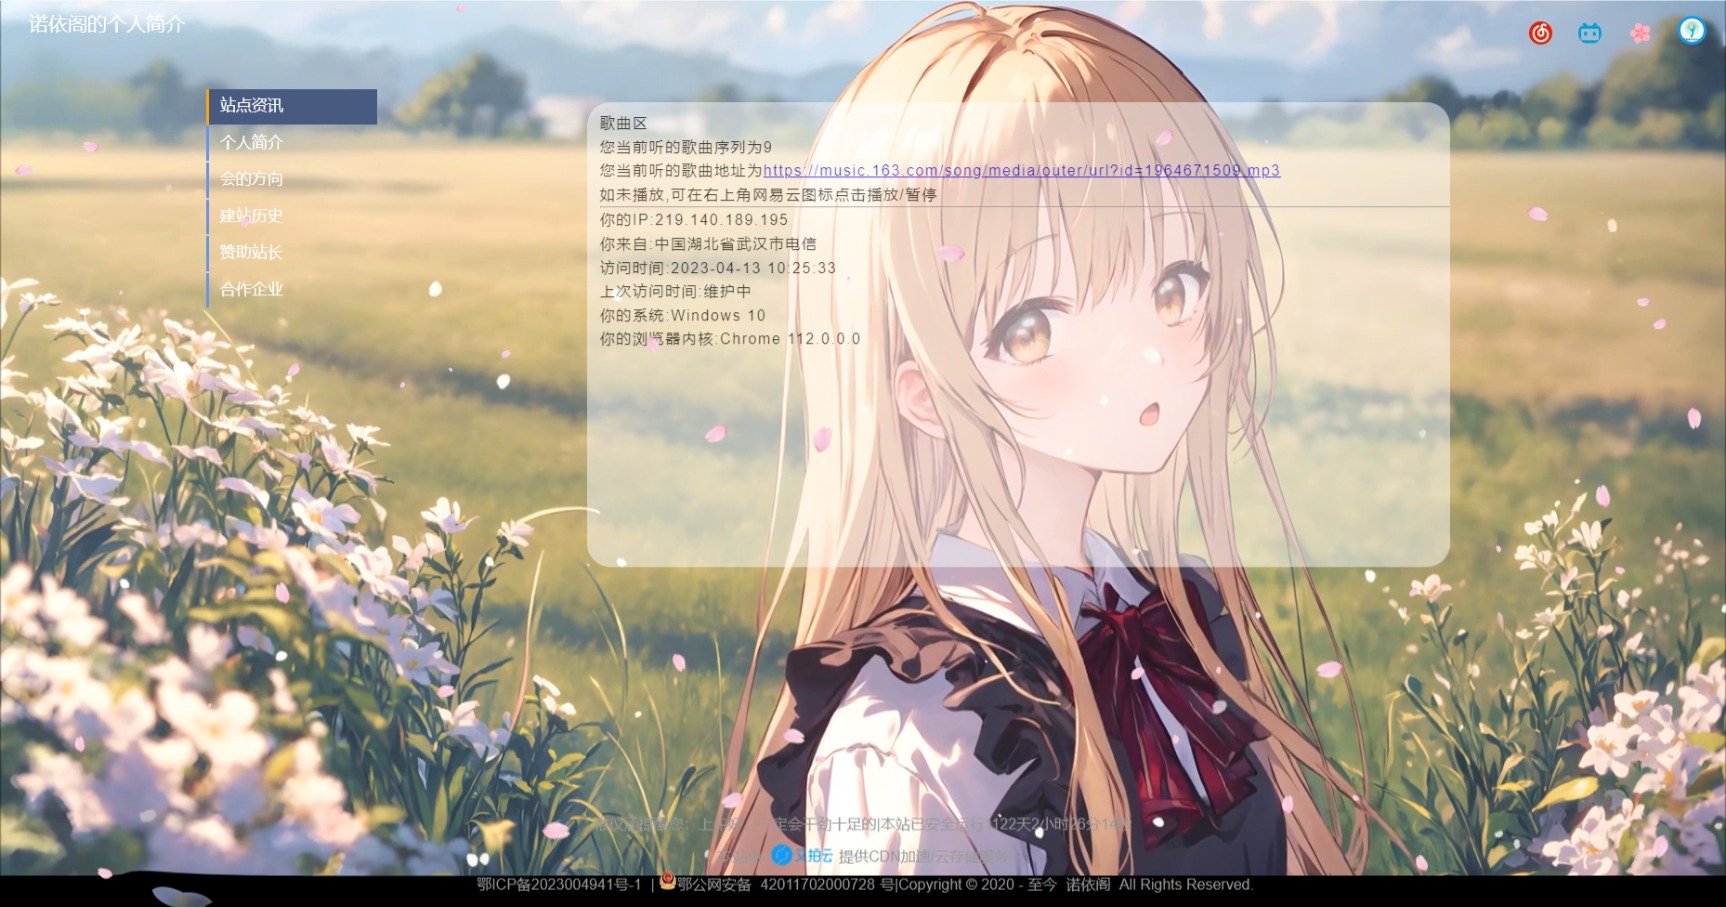 诺依阁的个人简介
站点资讯
个人简介
会的方向
建站历史
赞助站长
合作企业
歌曲区
您当前听的歌曲序列为9
您当前听的歌曲地址为https://music.163.com/song/media/outer/url?id=1964671509.mp3
如未播放,可在右上角网易云图标点击播放/暂停
你的IP:219.140.189.195
你来自:中国湖北省武汉市电信
访问时间:2023-04-13 10:25:33
上次访问时间:维护中
你的系统:Windows 10
你的浏览器内核:Chrome 112.0.0.0
定会干劲十足的|本站已安全运行
122天2小时26分1
又拍云 提供CDN加速/云存储
鄂ICP备2023004941号-1 | 鄂公网安备 42011702000728 号|Copyright © 2020 - 至今 诺依阁 All Rights Reserved.